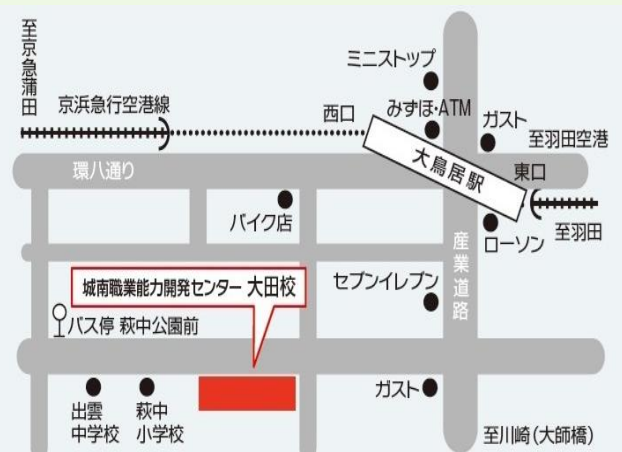 至京急蒲田
京浜急行空港線
西口
ミニストップ
みずほ・ATM
ガスト
至羽田空港
大鳥居駅
東口
環八通り
バイク店
ローソン
至羽田
産業道路
城南職業能力開発センター 大田校
セブンイレブン
バス停 萩中公園前
出雲
中学校
萩中
小学校
ガスト
至川崎(大師橋)